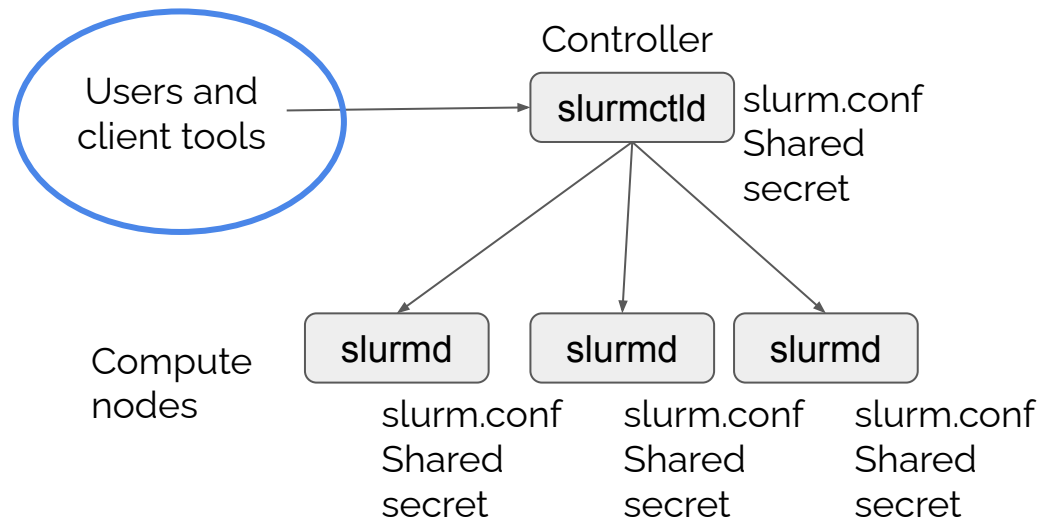 Controller
Users and
client tools
slurmctld
slurm.conf
Shared
secret
Compute
nodes
slurmd
slurm.conf
Shared
secret
slurmd
slurm.conf
Shared
secret
slurmd
slurm.conf
Shared
secret